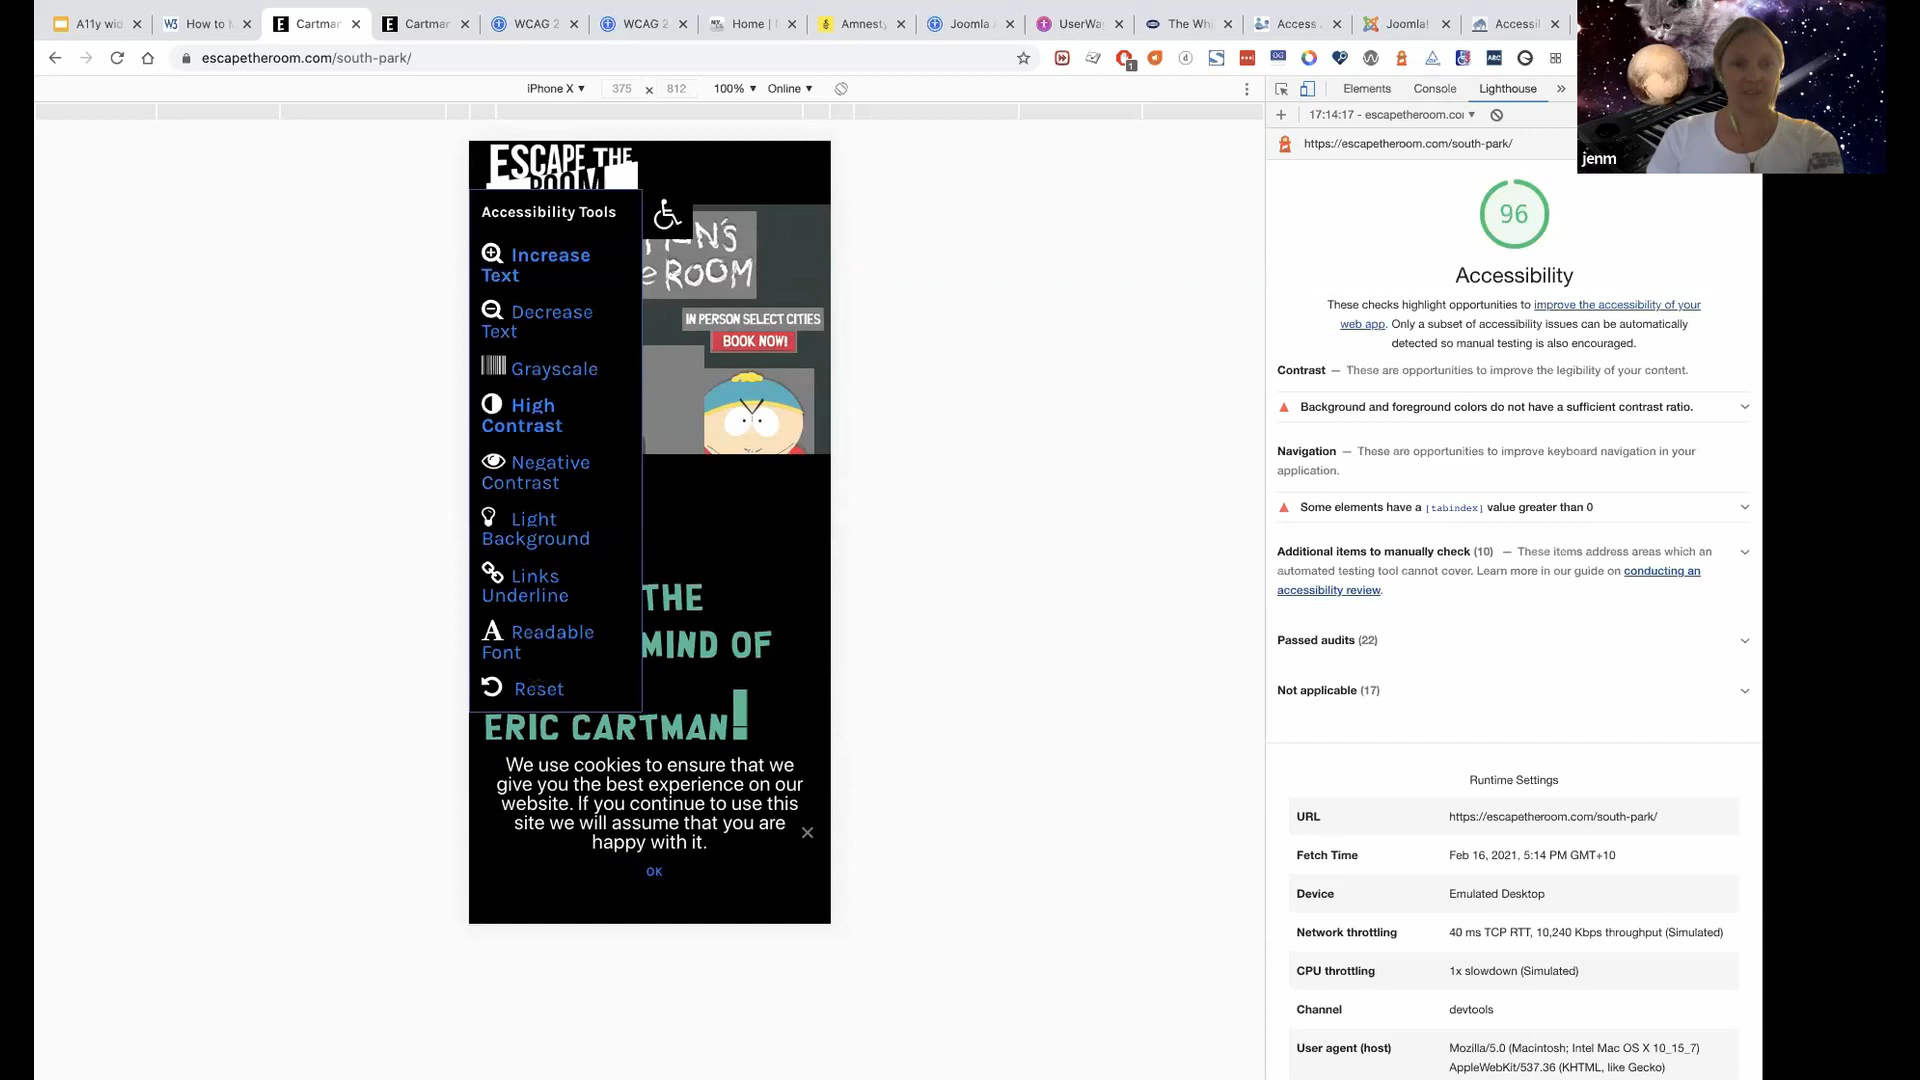 A11y wid
W3 How to M
E Cartman
E Cartman
WCAG 2
WCAG 2
Home | N
Amnesty
Joomla A
UserWay
The Whi
Access
Joomla!
Accessil
escapetheroom.com/south-park/
iPhone X ▾ 375 × 812 100% ▾ Online ▾
Elements Console Lighthouse »
17:14:17 - escapetheroom.co
https://escapetheroom.com/south-park/
jenm
ESCAPE THE
ROOM
Accessibility Tools
Increase
Text
Decrease
Text
Grayscale
High
Contrast
Negative
Contrast
Light
Background
Links
Underline
Readable
Font
Reset
ROOM
IN PERSON SELECT CITIES
BOOK NOW!
THE
MIND OF
ERIC CARTMAN!
We use cookies to ensure that we
give you the best experience on our
website. If you continue to use this
site we will assume that you are
happy with it.
OK
96
Accessibility
These checks highlight opportunities to improve the accessibility of your
web app. Only a subset of accessibility issues can be automatically
detected so manual testing is also encouraged.
Contrast — These are opportunities to improve the legibility of your content.
Background and foreground colors do not have a sufficient contrast ratio.
Navigation — These are opportunities to improve keyboard navigation in your
application.
Some elements have a [tabindex] value greater than 0
Additional items to manually check (10) — These items address areas which an
automated testing tool cannot cover. Learn more in our guide on conducting an
accessibility review.
Passed audits (22)
Not applicable (17)
Runtime Settings
URL https://escapetheroom.com/south-park/
Fetch Time Feb 16, 2021, 5:14 PM GMT+10
Device Emulated Desktop
Network throttling 40 ms TCP RTT, 10,240 Kbps throughput (Simulated)
CPU throttling 1x slowdown (Simulated)
Channel devtools
User agent (host) Mozilla/5.0 (Macintosh; Intel Mac OS X 10_15_7)
AppleWebKit/537.36 (KHTML, like Gecko)